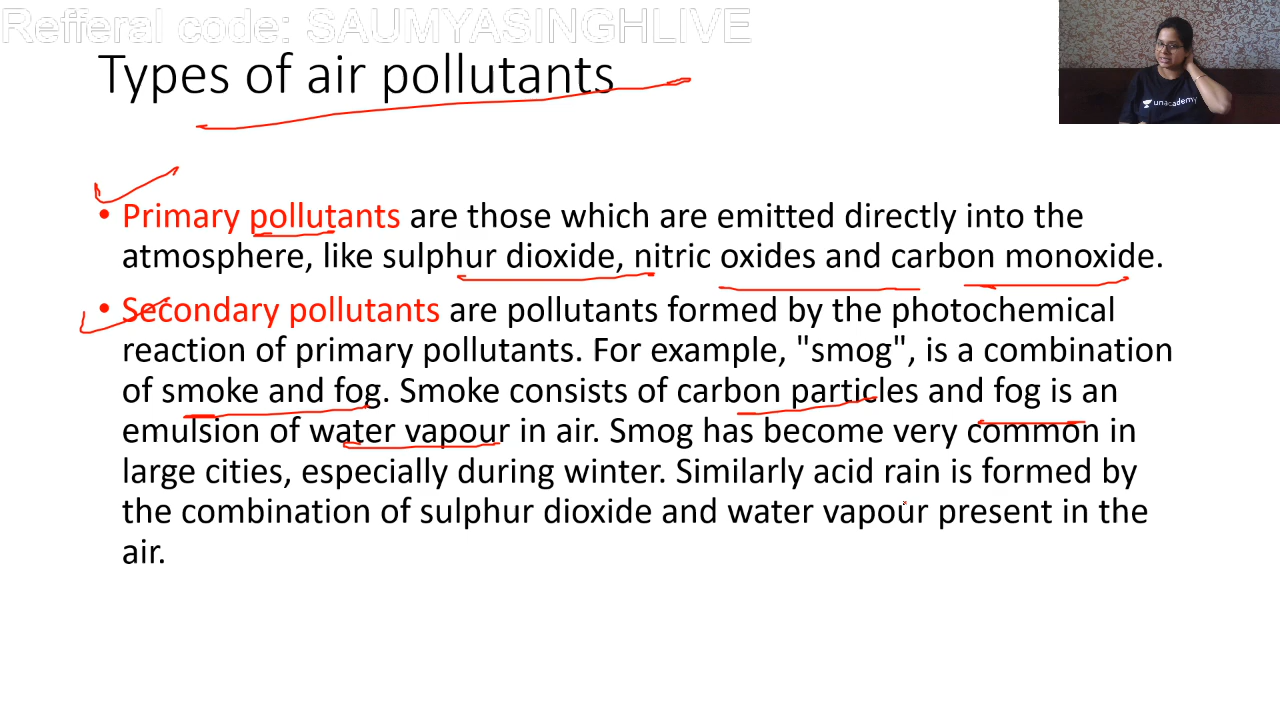 Refferal code: SAUMYASINGHLIVE
Types of air pollutants
unacademy
• Primary pollutants are those which are emitted directly into the
atmosphere, like sulphur dioxide, nitric oxides and carbon monoxide.
• Secondary pollutants are pollutants formed by the photochemical
reaction of primary pollutants. For example, "smog", is a combination
of smoke and fog. Smoke consists of carbon particles and fog is an
emulsion of water vapour in air. Smog has become very common in
large cities, especially during winter. Similarly acid rain is formed by
the combination of sulphur dioxide and water vapour present in the
air.